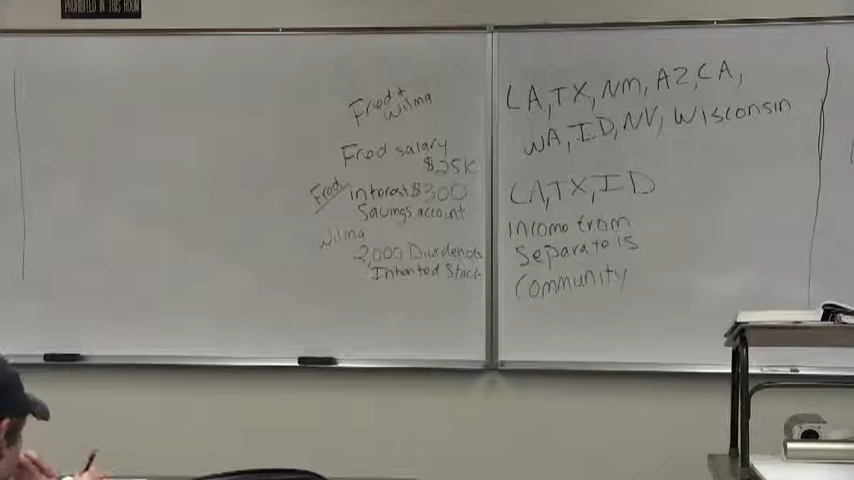 PROHIBITED IN THIS ROOM
Fred +
Wilma
Fred salary
$25K
Fred interest $300
Savings account
Wilma
2,000 Dividends
Inherited Stock
LA, TX, NM, AZ, CA,
WA, ID, NV, Wisconsin
LA, TX, ID
Income from
Separate is
Community